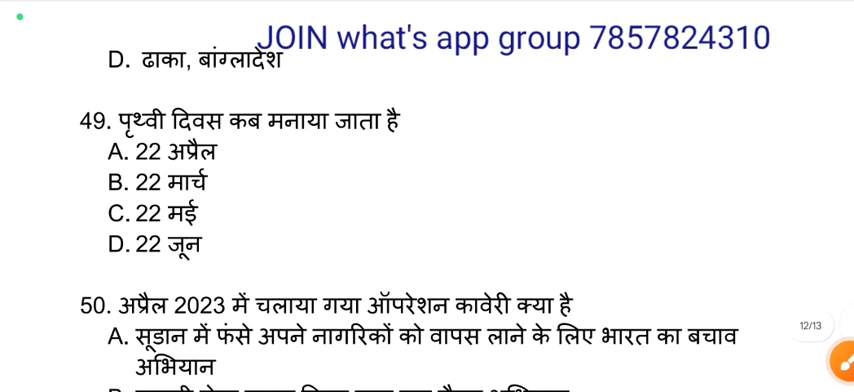 JOIN what's app group 7857824310
D. ढाका, बांग्लादेश
49. पृथ्वी दिवस कब मनाया जाता है
A. 22 अप्रैल
B. 22 मार्च
C. 22 मई
D. 22 जून
50. अप्रैल 2023 में चलाया गया ऑपरेशन कावेरी क्या है
A. सूडान में फंसे अपने नागरिकों को वापस लाने के लिए भारत का बचाव
12/13
अभियान